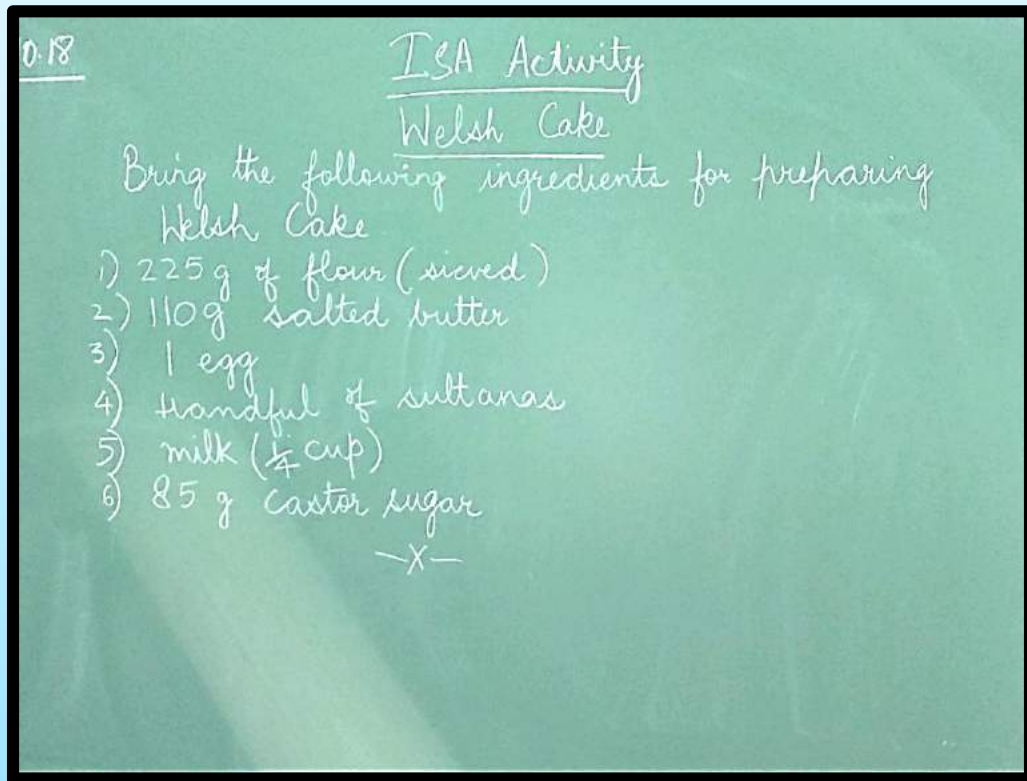 0.18
ISA Activity
Welsh Cake
Bring the following ingredients for preparing
Welsh Cake
1) 225g of flour (sieved)
2) 110g salted butter
3) 1 egg
4) Handful of sultanas
5) milk (1/4 cup)
6) 85 g castor sugar
—X—